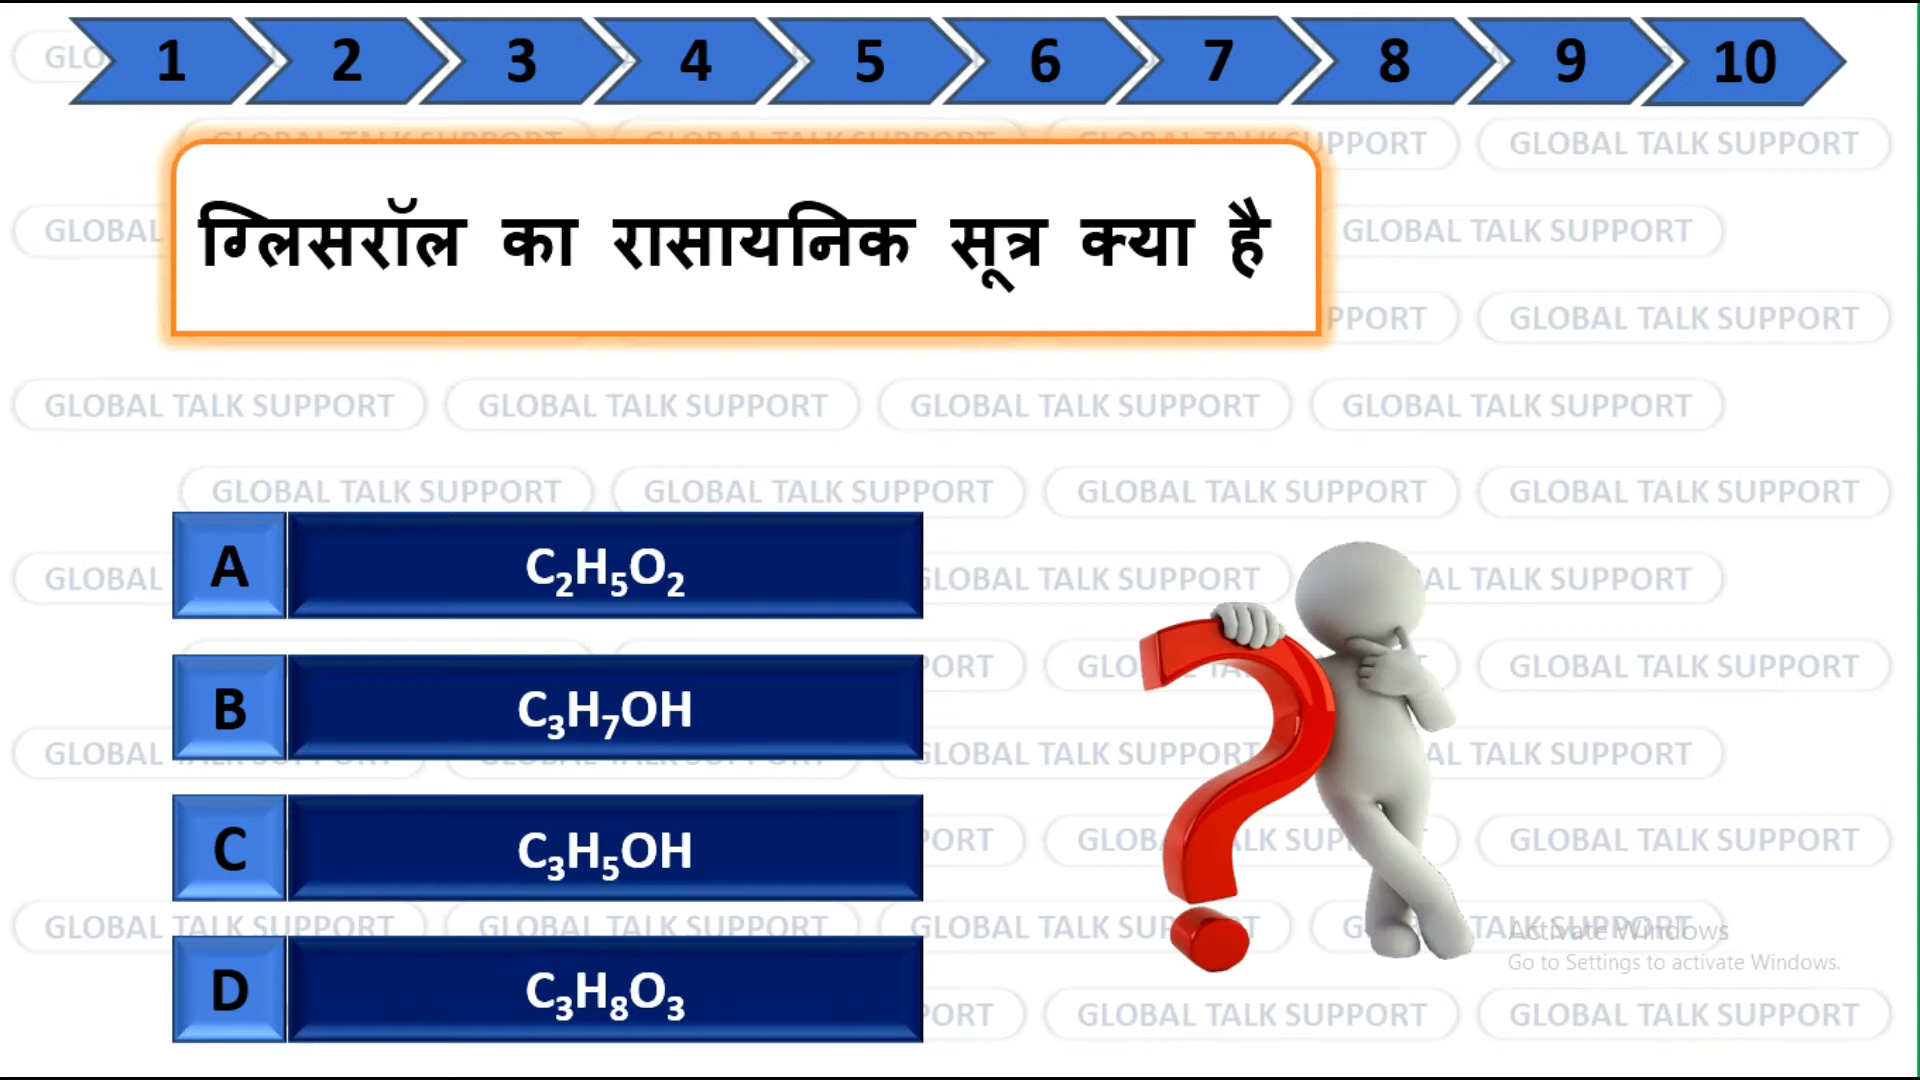 1 2 3 4 5 6 7 8 9 10
ग्लिसरॉल का रासायनिक सूत्र क्या है
A C₂H₅O₂
B C₃H₇OH
C C₃H₅OH
D C₃H₈O₃
GLOBAL TALK SUPPORT
Activate Windows
Go to Settings to activate Windows.